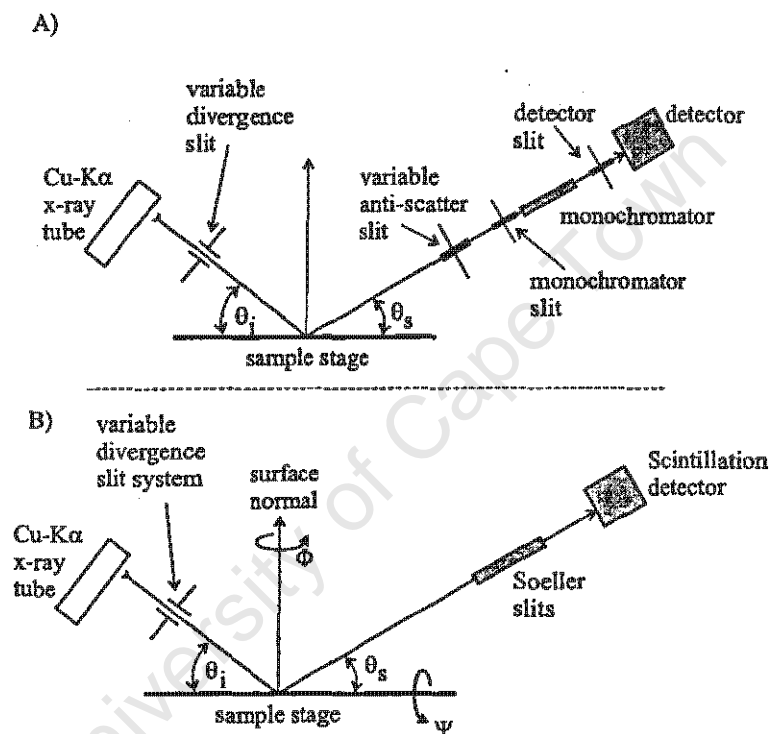 A)
variable
divergence
slit
Cu-Kα
x-ray
tube
variable
anti-scatter
slit
detector
slit
detector
monochromator
monochromator
slit
θi
θs
sample stage
B)
variable
divergence
slit system
surface
normal
Φ
Cu-Kα
x-ray
tube
Scintillation
detector
Soeller
slits
θi
θs
sample stage
Ψ
University of Cape Town